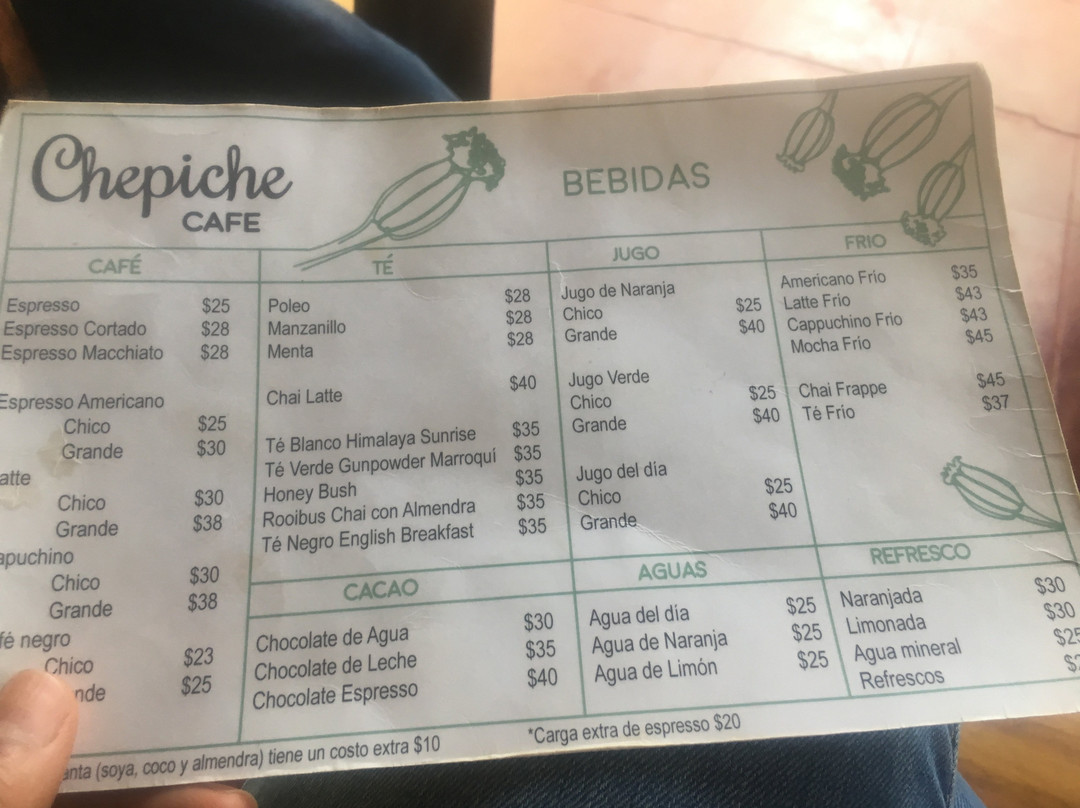 Chepiche
CAFE
BEBIDAS
CAFÉ
Espresso $25
Espresso Cortado $28
Espresso Macchiato $28
Espresso Americano
Chico $25
Grande $30
atte
Chico $30
Grande $38
apuchino
Chico $30
Grande $38
fé negro
Chico $23
nde $25
TÉ
Poleo $28
Manzanillo $28
Menta $28
Chai Latte $40
Té Blanco Himalaya Sunrise $35
Té Verde Gunpowder Marroquí $35
Honey Bush $35
Rooibus Chai con Almendra $35
Té Negro English Breakfast $35
CACAO
Chocolate de Agua $30
Chocolate de Leche $35
Chocolate Espresso $40
JUGO
Jugo de Naranja
Chico $25
Grande $40
Jugo Verde
Chico $25
Grande $40
Jugo del día
Chico $25
Grande $40
AGUAS
Agua del día $25
Agua de Naranja $25
Agua de Limón $25
FRIO
Americano Frio $35
Latte Frio $43
Cappuchino Frio $43
Mocha Frio $45
Chai Frappe $45
Té Frio $37
REFRESCO
Naranjada $30
Limonada $30
Agua mineral $25
Refrescos
anta (soya, coco y almendra) tiene un costo extra $10
*Carga extra de espresso $20